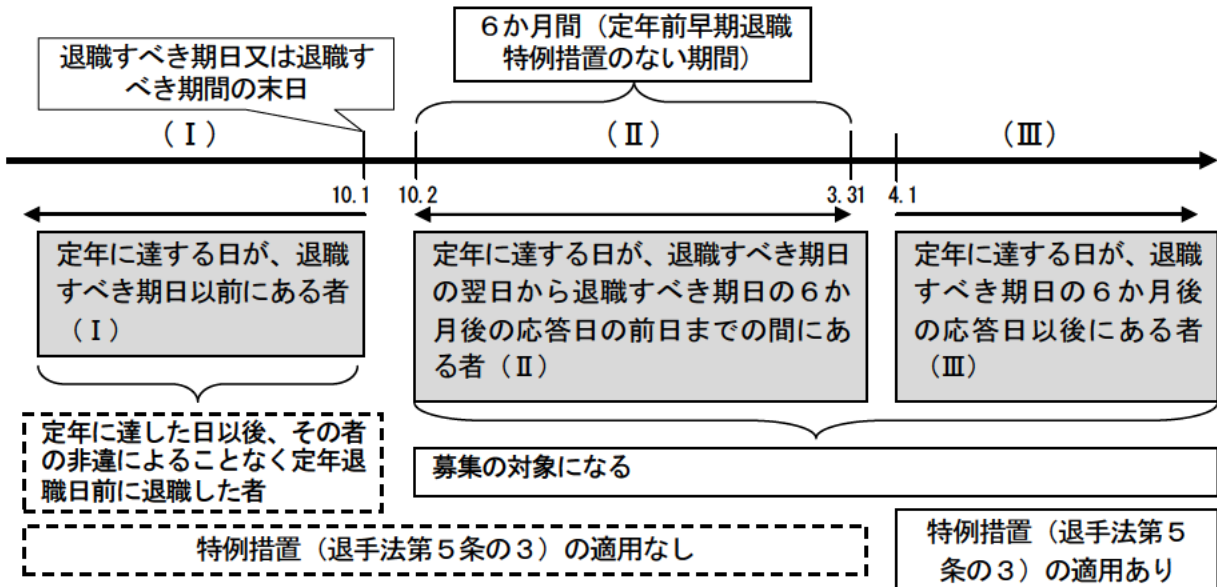 ６か月間（定年前早期退職
特例措置のない期間）
退職すべき期日又は退職す
べき期間の末日
（Ⅰ）
（Ⅱ）
（Ⅲ）
10.1
10.2
3.31
4.1
定年に達する日が、退職
すべき期日以前にある者
（Ⅰ）
定年に達する日が、退職すべき期日
の翌日から退職すべき期日の６か
月後の応答日の前日までの間にあ
る者（Ⅱ）
定年に達する日が、退職
すべき期日の６か月後
の応答日以後にある者
（Ⅲ）
定年に達した日以後、その者
の非違によることなく定年退
職日前に退職した者
募集の対象になる
特例措置（退手法第５条の３）の適用なし
特例措置（退手法第５
条の３）の適用あり